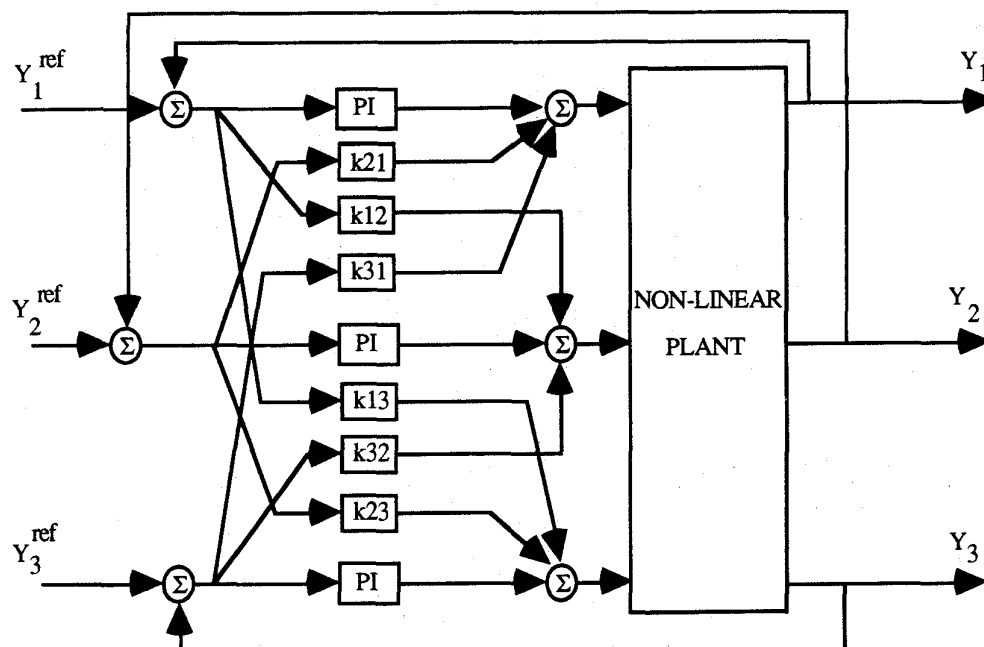 Y1ref
Σ
PI
Σ
Y1
k21
k12
k31
NON-LINEAR
PLANT
Y2ref
Σ
PI
Σ
Y2
k13
k32
k23
Y3ref
Σ
PI
Σ
Y3